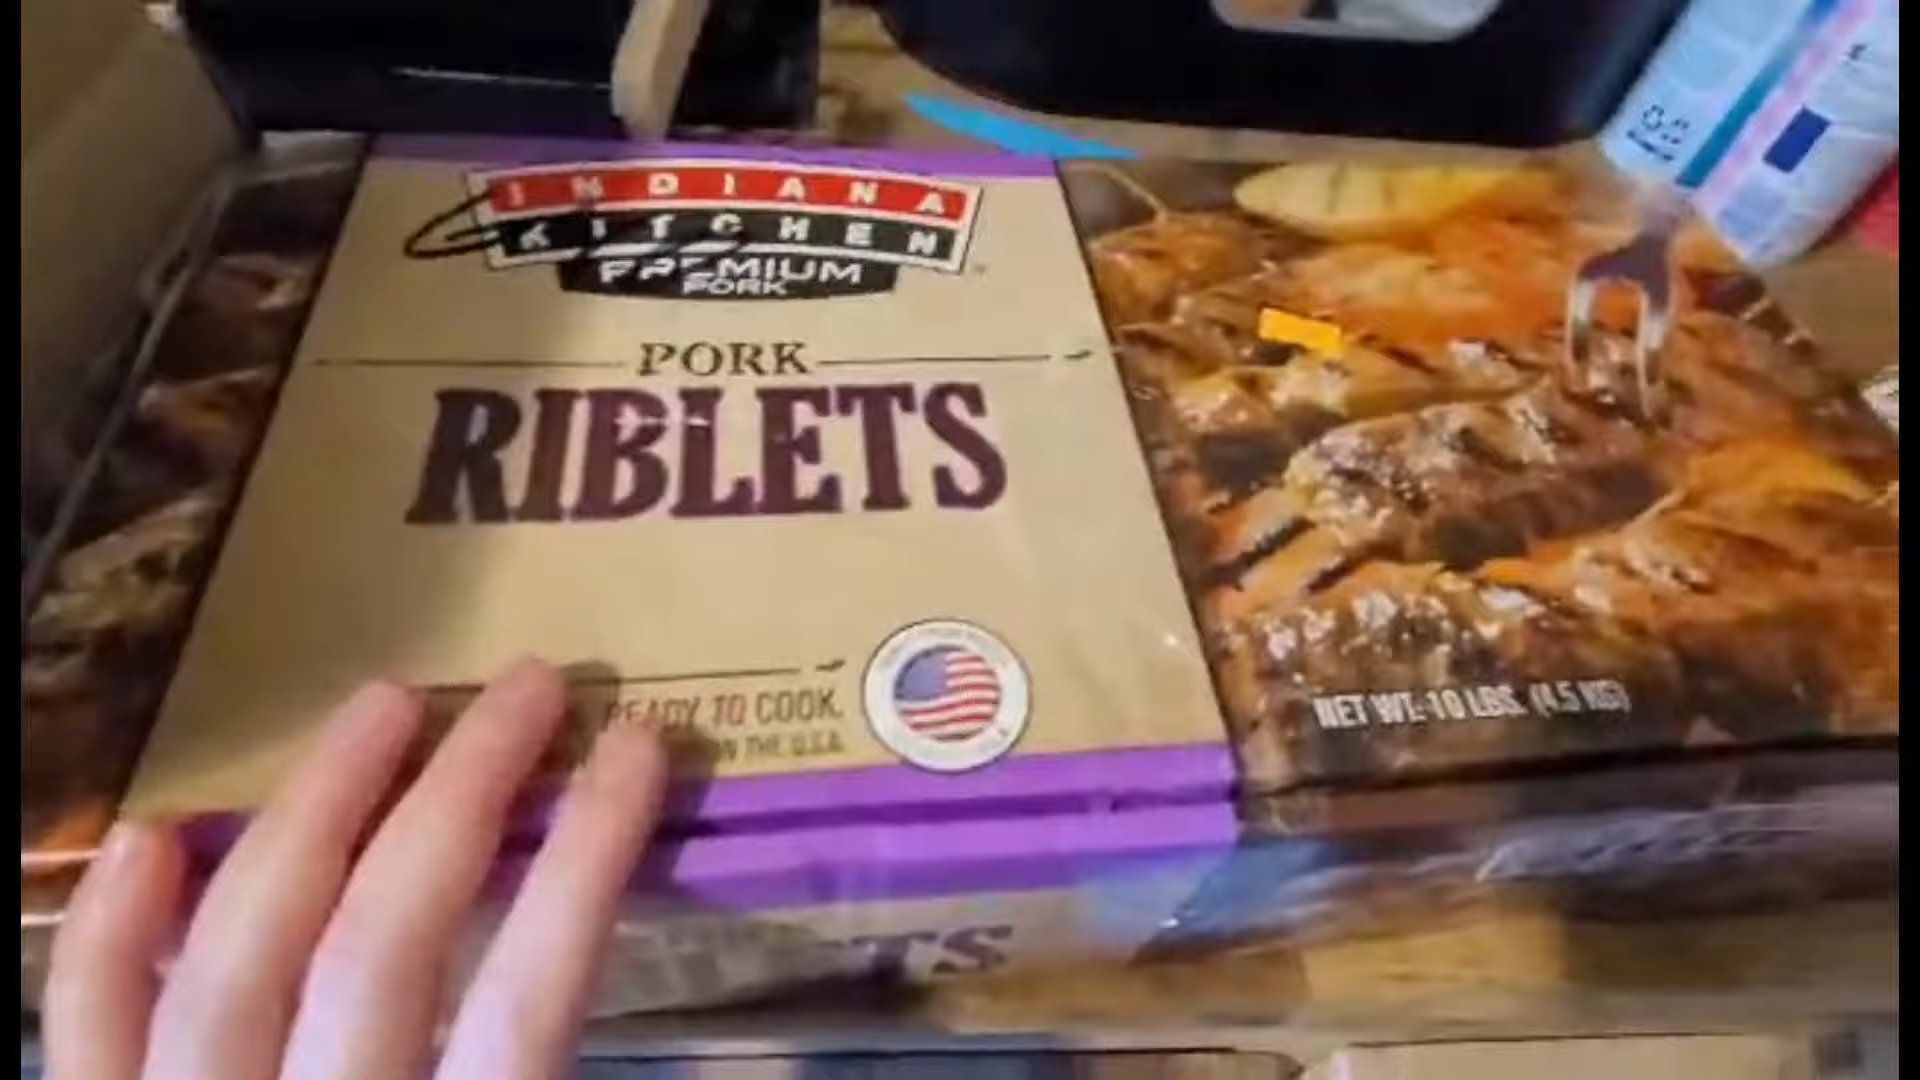 INDIANA
KITCHEN
PREMIUM
PORK
PORK
RIBLETS
READY TO COOK.
IN THE U.S.A.
NET WT. 10 LBS. (4.5 KG)